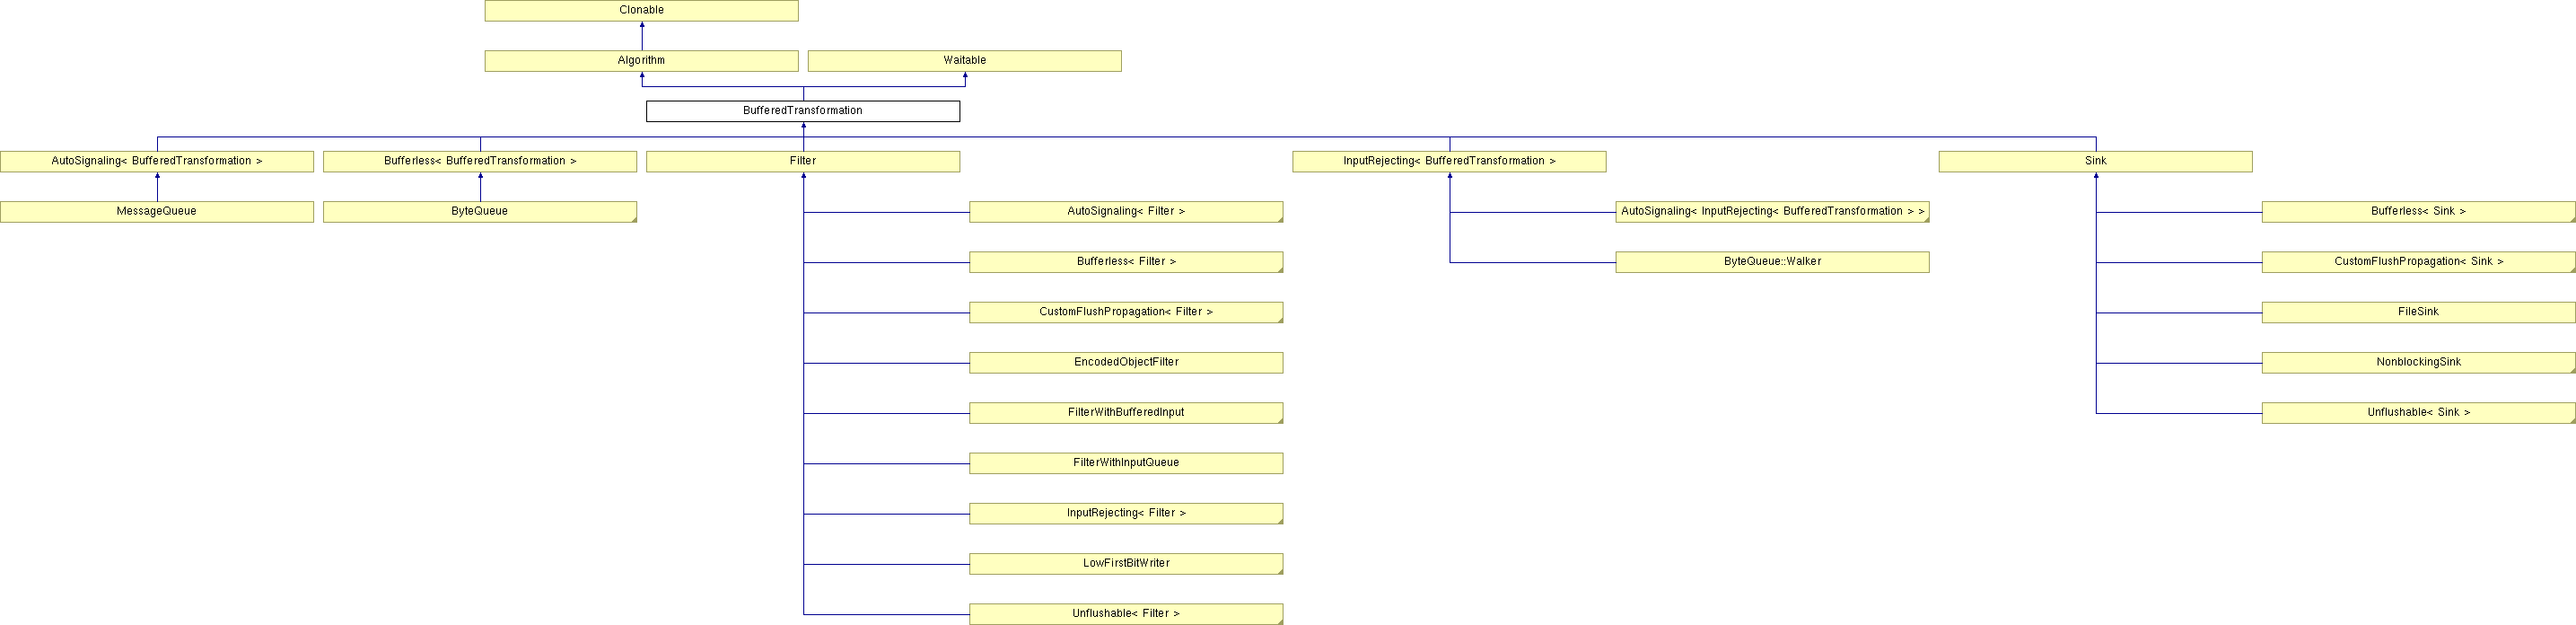 Clonable
Algorithm
Waitable
BufferedTransformation
AutoSignaling< BufferedTransformation >
Bufferless< BufferedTransformation >
Filter
InputRejecting< BufferedTransformation >
Sink
MessageQueue
ByteQueue
AutoSignaling< Filter >
AutoSignaling< InputRejecting< BufferedTransformation > >
Bufferless< Sink >
Bufferless< Filter >
ByteQueue::Walker
CustomFlushPropagation< Sink >
CustomFlushPropagation< Filter >
FileSink
EncodedObjectFilter
NonblockingSink
FilterWithBufferedInput
Unflushable< Sink >
FilterWithInputQueue
InputRejecting< Filter >
LowFirstBitWriter
Unflushable< Filter >